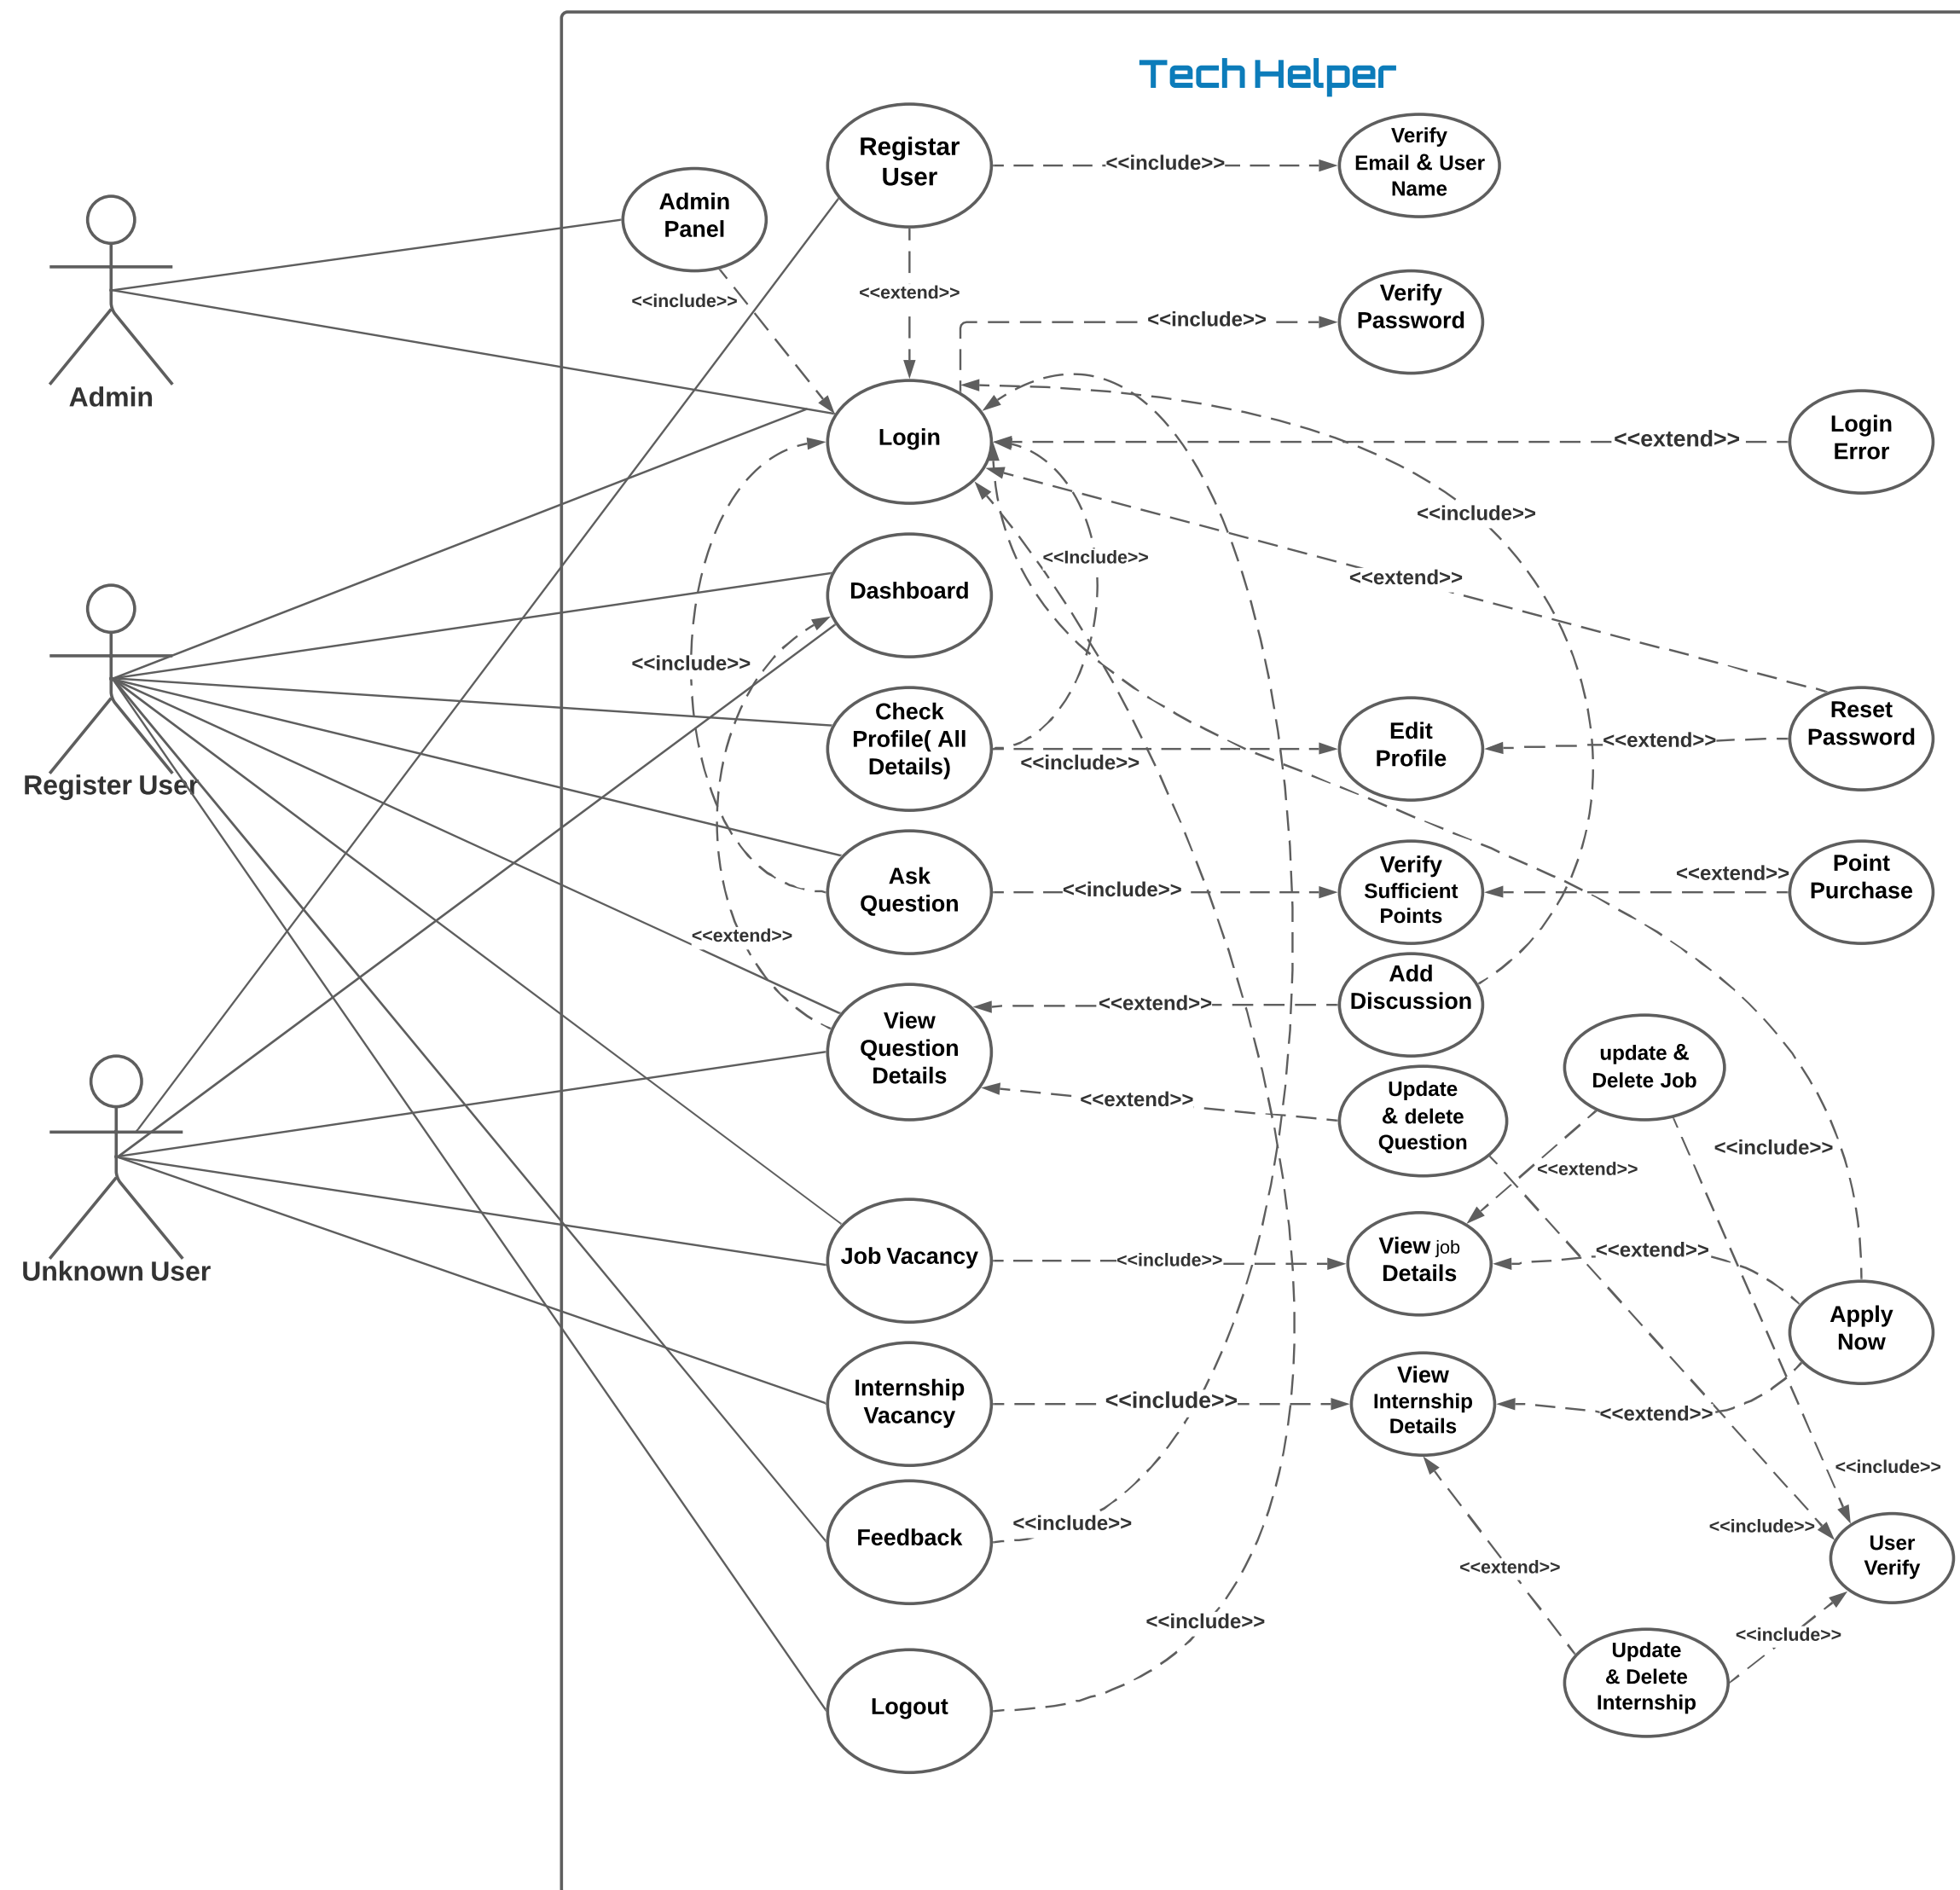 Tech Helper
Registar
User
<<include>>
Verify
Email & User
Name
Admin
Panel
<<include>>
<<extend>>
<<include>>
Verify
Password
Admin
Login
<<extend>>
Login
Error
<<include>>
<<Include>>
<<extend>>
Dashboard
<<include>>
Register User
Check
Profile( All
Details)
<<include>>
Edit
Profile
<<extend>>
Reset
Password
Ask
Question
<<include>>
Verify
Sufficient
Points
<<extend>>
Point
Purchase
<<extend>>
View
Question
Details
<<extend>>
Add
Discussion
<<extend>>
Update
& delete
Question
update &
Delete Job
<<extend>>
<<include>>
Unknown User
Job Vacancy
<<include>>
View job
Details
<<extend>>
Apply
Now
Internship
Vacancy
<<include>>
View
Internship
Details
<<extend>>
<<include>>
Feedback
<<include>>
<<include>>
User
Verify
<<extend>>
<<include>>
<<include>>
Update
& Delete
Internship
Logout